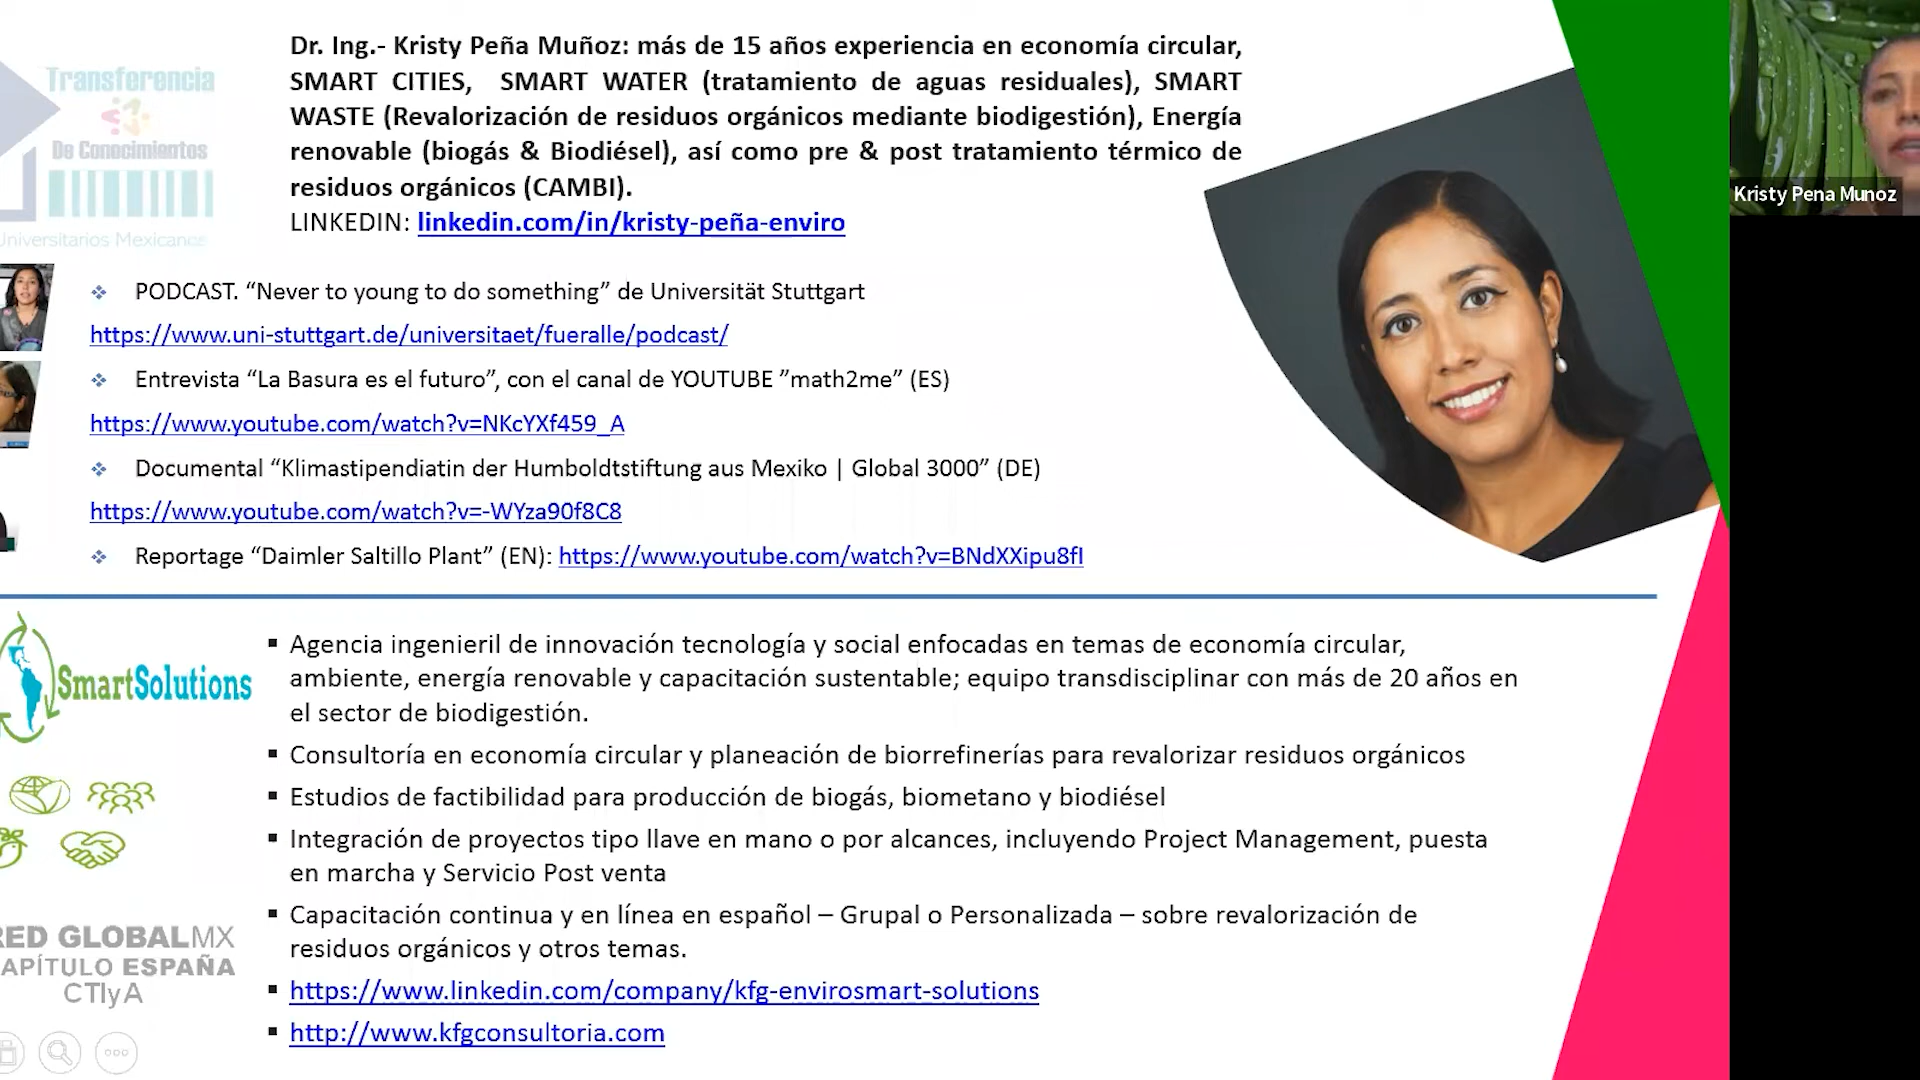 Dr. Ing.- Kristy Peña Muñoz: más de 15 años experiencia en economía circular,
SMART CITIES, SMART WATER (tratamiento de aguas residuales), SMART
WASTE (Revalorización de residuos orgánicos mediante biodigestión), Energía
renovable (biogás & Biodiésel), así como pre & post tratamiento térmico de
residuos orgánicos (CAMBI).
LINKEDIN: linkedin.com/in/kristy-peña-enviro
Transferencia
De Conocimientos
Universitarios Mexicanos
Kristy Pena Munoz
PODCAST. “Never to young to do something” de Universität Stuttgart
https://www.uni-stuttgart.de/universitaet/fueralle/podcast/
Entrevista “La Basura es el futuro”, con el canal de YOUTUBE ”math2me” (ES)
https://www.youtube.com/watch?v=NKcYXf459_A
Documental “Klimastipendiatin der Humboldtstiftung aus Mexiko | Global 3000” (DE)
https://www.youtube.com/watch?v=-WYza90f8C8
Reportage “Daimler Saltillo Plant” (EN): https://www.youtube.com/watch?v=BNdXXipu8fI
SmartSolutions
Agencia ingenieril de innovación tecnología y social enfocadas en temas de economía circular,
ambiente, energía renovable y capacitación sustentable; equipo transdisciplinar con más de 20 años en
el sector de biodigestión.
Consultoría en economía circular y planeación de biorrefinerías para revalorizar residuos orgánicos
Estudios de factibilidad para producción de biogás, biometano y biodiésel
Integración de proyectos tipo llave en mano o por alcances, incluyendo Project Management, puesta
en marcha y Servicio Post venta
Capacitación continua y en línea en español – Grupal o Personalizada – sobre revalorización de
residuos orgánicos y otros temas.
https://www.linkedin.com/company/kfg-envirosmart-solutions
http://www.kfgconsultoria.com
RED GLOBALMX
APÍTULO ESPAÑA
CTIyA